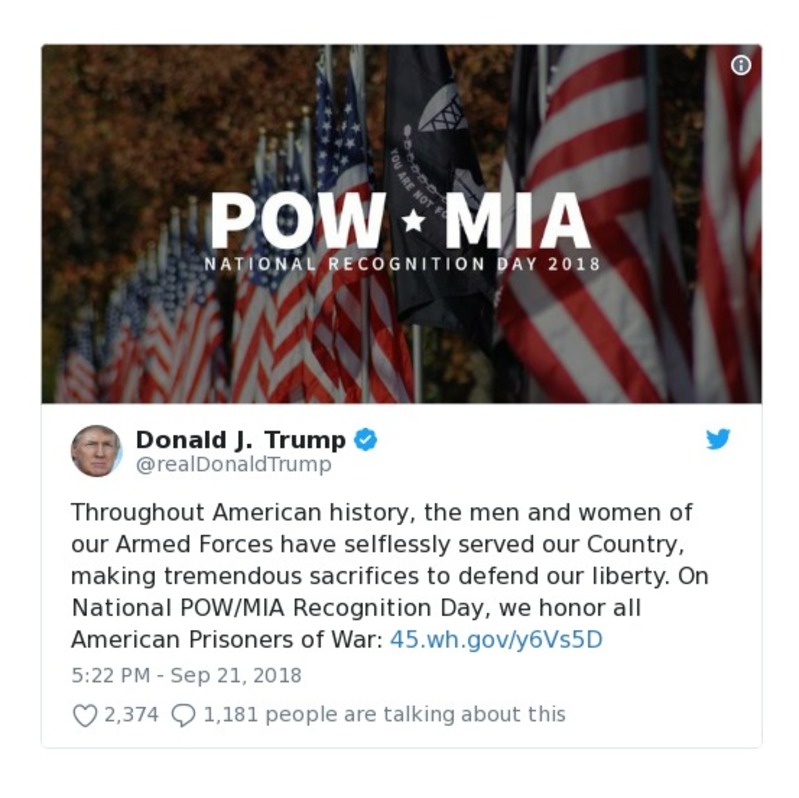 YOU ARE NOT FO
POW★MIA
NATIONAL RECOGNITION DAY 2018
Donald J. Trump
@realDonaldTrump
Throughout American history, the men and women of
our Armed Forces have selflessly served our Country,
making tremendous sacrifices to defend our liberty. On
National POW/MIA Recognition Day, we honor all
American Prisoners of War: 45.wh.gov/y6Vs5D
5:22 PM - Sep 21, 2018
2,374 1,181 people are talking about this